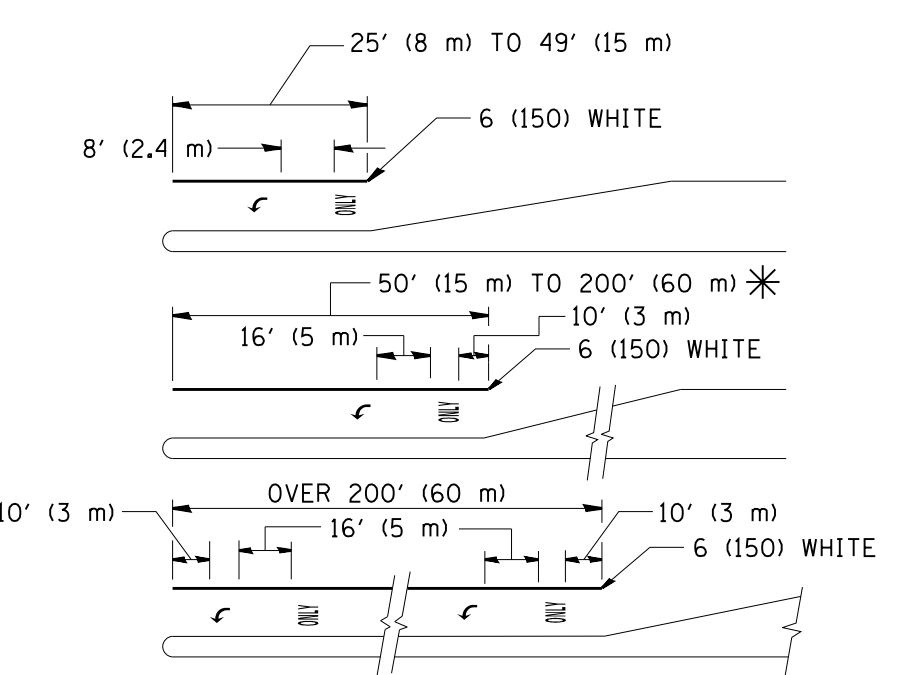 25' (8 m) TO 49' (15 m)
6 (150) WHITE
8' (2.4 m)
ONLY
50' (15 m) TO 200' (60 m)
10' (3 m)
16' (5 m)
6 (150) WHITE
ONLY
OVER 200' (60 m)
10' (3 m)
16' (5 m)
10' (3 m)
6 (150) WHITE
ONLY
ONLY